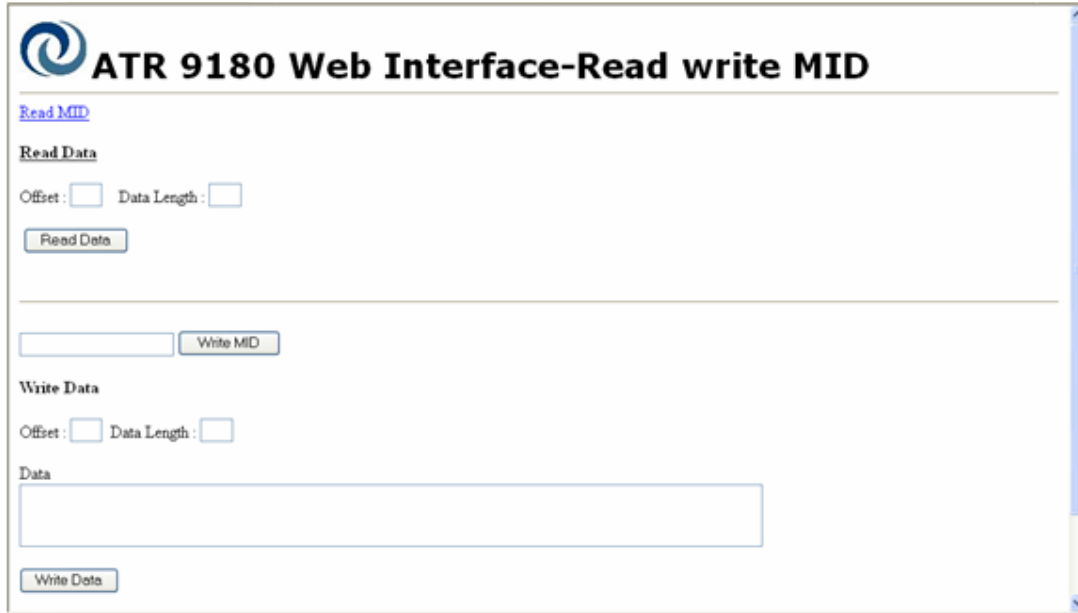 ATR 9180 Web Interface-Read write MID
Read MID
Read Data
Offset : Data Length :
Read Data
Write MID
Write Data
Offset : Data Length :
Data
Write Data